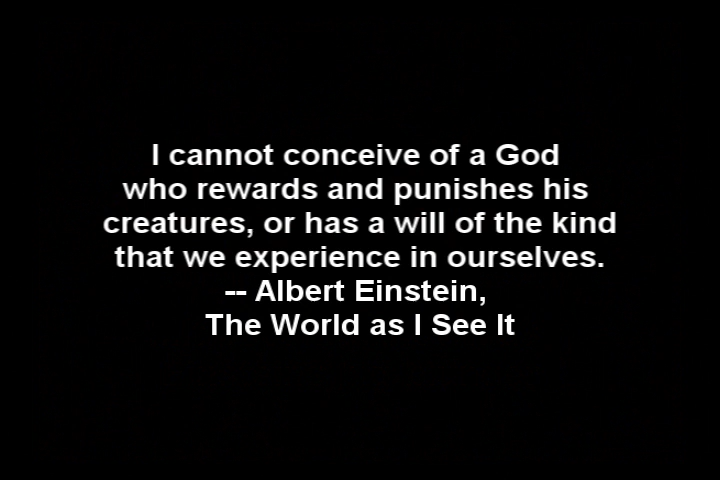 I cannot conceive of a God
who rewards and punishes his
creatures, or has a will of the kind
that we experience in ourselves.
-- Albert Einstein,
The World as I See It